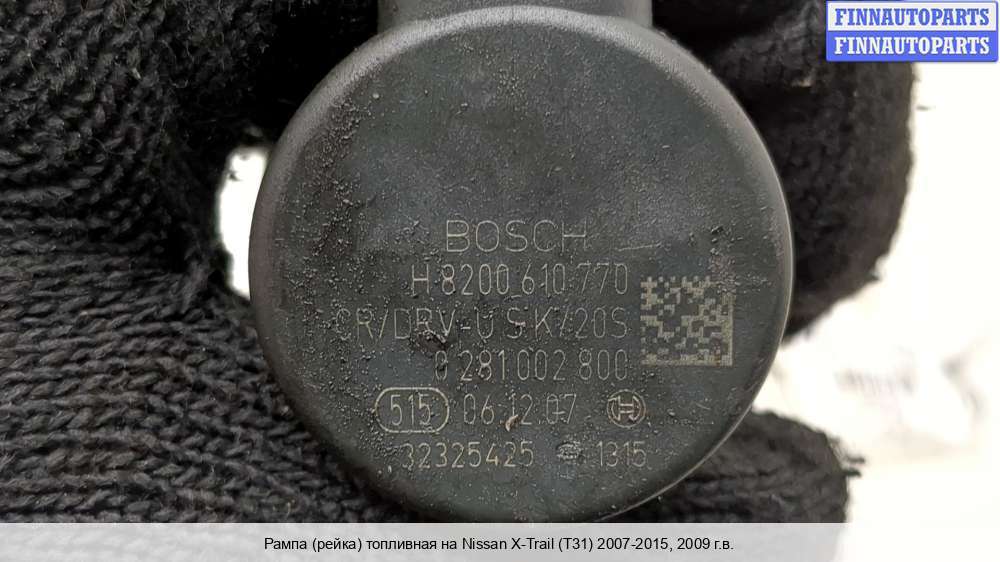 FINNAUTOPARTS
FINNAUTOPARTS
BOSCH
H 8200 610 770
CR/DRV-U S K/20S
0 281 002 800
515 06.12.07
32325425 1315
Рампа (рейка) топливная на Nissan X-Trail (T31) 2007-2015, 2009 г.в.